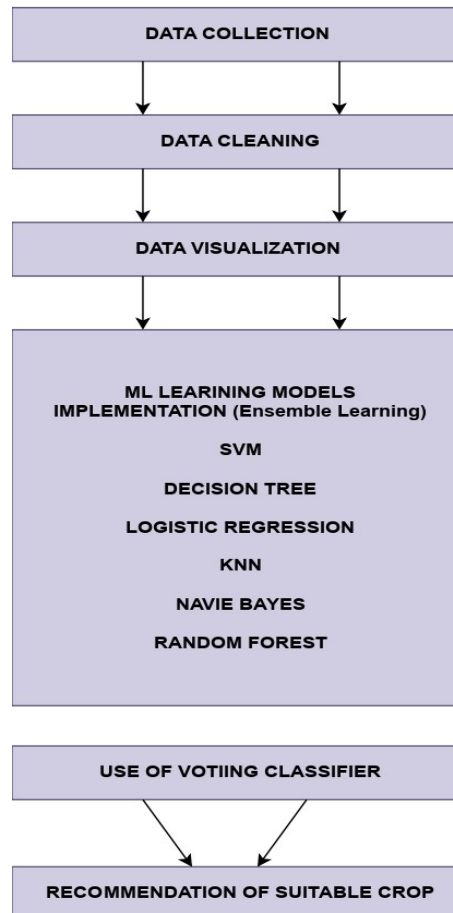 DATA COLLECTION
DATA CLEANING
DATA VISUALIZATION
ML LEARINING MODELS
IMPLEMENTATION (Ensemble Learning)
SVM
DECISION TREE
LOGISTIC REGRESSION
KNN
NAVIE BAYES
RANDOM FOREST
USE OF VOTIING CLASSIFIER
RECOMMENDATION OF SUITABLE CROP